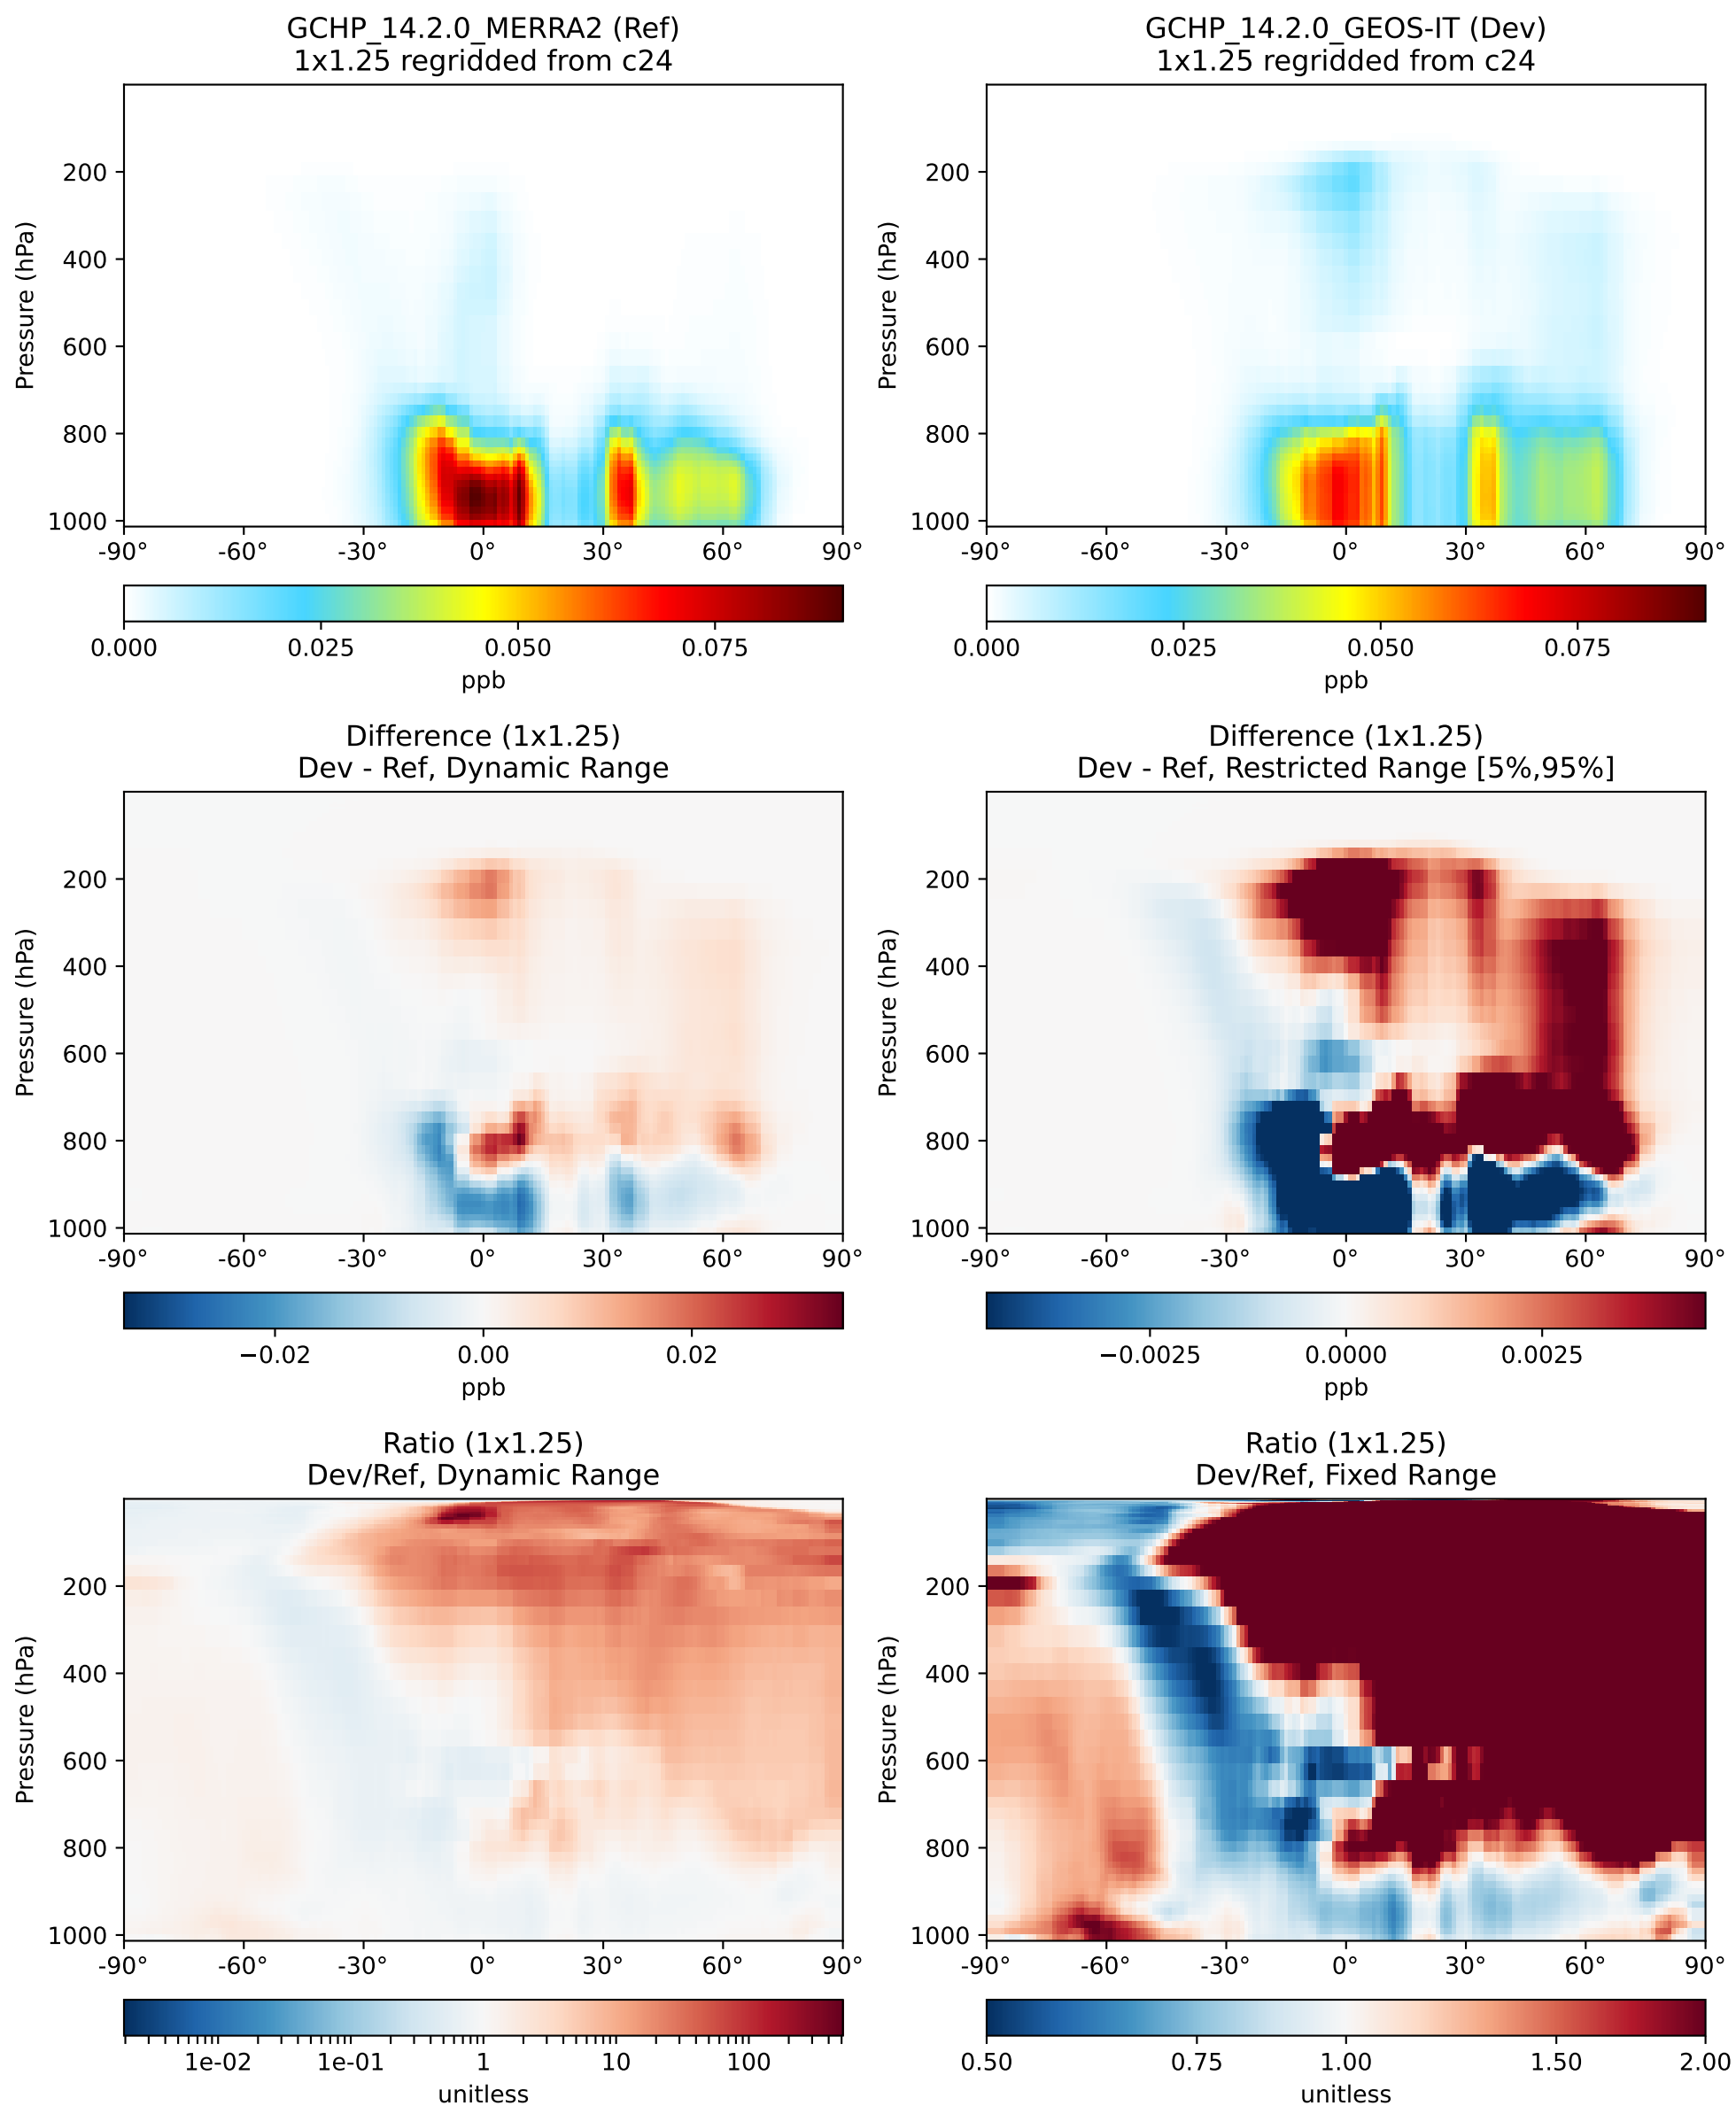 GCHP_14.2.0_MERRA2 (Ref)
1x1.25 regridded from c24
Pressure (hPa)
200
400
600
800
1000
-90° -60° -30° 0° 30° 60° 90°
0.000 0.025 0.050 0.075
ppb
GCHP_14.2.0_GEOS-IT (Dev)
1x1.25 regridded from c24
Pressure (hPa)
200
400
600
800
1000
-90° -60° -30° 0° 30° 60° 90°
0.000 0.025 0.050 0.075
ppb
Difference (1x1.25)
Dev - Ref, Dynamic Range
Pressure (hPa)
200
400
600
800
1000
-90° -60° -30° 0° 30° 60° 90°
−0.02 0.00 0.02
ppb
Difference (1x1.25)
Dev - Ref, Restricted Range [5%,95%]
Pressure (hPa)
200
400
600
800
1000
-90° -60° -30° 0° 30° 60° 90°
−0.0025 0.0000 0.0025
ppb
Ratio (1x1.25)
Dev/Ref, Dynamic Range
Pressure (hPa)
200
400
600
800
1000
-90° -60° -30° 0° 30° 60° 90°
1e-02 1e-01 1 10 100
unitless
Ratio (1x1.25)
Dev/Ref, Fixed Range
Pressure (hPa)
200
400
600
800
1000
-90° -60° -30° 0° 30° 60° 90°
0.50 0.75 1.00 1.50 2.00
unitless